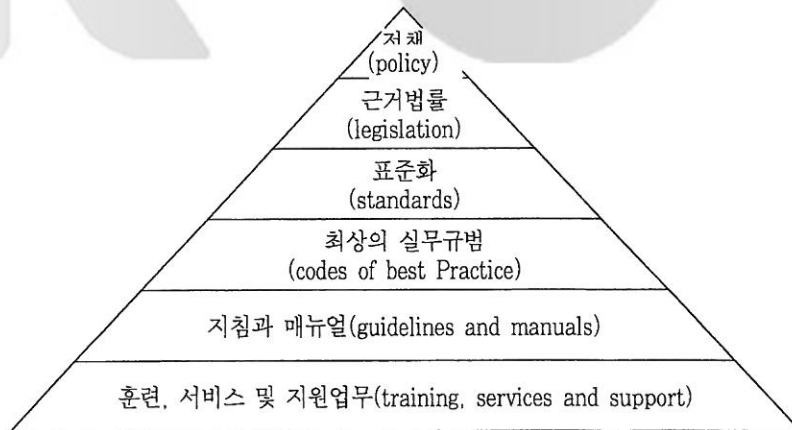 정책
(policy)
근거법률
(legislation)
표준화
(standards)
최상의 실무규범
(codes of best Practice)
지침과 매뉴얼(guidelines and manuals)
훈련, 서비스 및 지원업무(training, services and support)